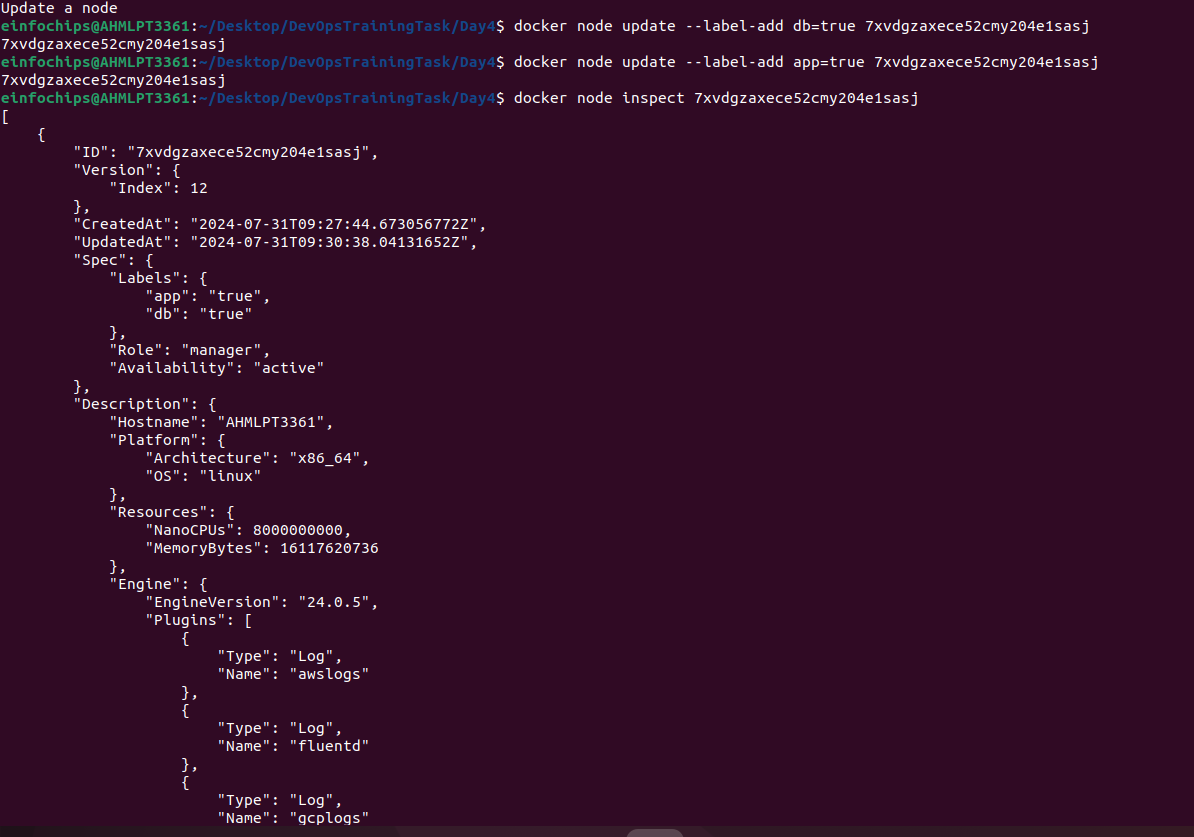 Update a node
einfochips@AHMLPT3361:~/Desktop/DevOpsTrainingTask/Day4$ docker node update --label-add db=true 7xvdgzaxece52cmy204e1sasj
7xvdgzaxece52cmy204e1sasj
einfochips@AHMLPT3361:~/Desktop/DevOpsTrainingTask/Day4$ docker node update --label-add app=true 7xvdgzaxece52cmy204e1sasj
7xvdgzaxece52cmy204e1sasj
einfochips@AHMLPT3361:~/Desktop/DevOpsTrainingTask/Day4$ docker node inspect 7xvdgzaxece52cmy204e1sasj
[
    {
        "ID": "7xvdgzaxece52cmy204e1sasj",
        "Version": {
            "Index": 12
        },
        "CreatedAt": "2024-07-31T09:27:44.673056772Z",
        "UpdatedAt": "2024-07-31T09:30:38.04131652Z",
        "Spec": {
            "Labels": {
                "app": "true",
                "db": "true"
            },
            "Role": "manager",
            "Availability": "active"
        },
        "Description": {
            "Hostname": "AHMLPT3361",
            "Platform": {
                "Architecture": "x86_64",
                "OS": "linux"
            },
            "Resources": {
                "NanoCPUs": 8000000000,
                "MemoryBytes": 16117620736
            },
            "Engine": {
                "EngineVersion": "24.0.5",
                "Plugins": [
                    {
                        "Type": "Log",
                        "Name": "awslogs"
                    },
                    {
                        "Type": "Log",
                        "Name": "fluentd"
                    },
                    {
                        "Type": "Log",
                        "Name": "gcplogs"